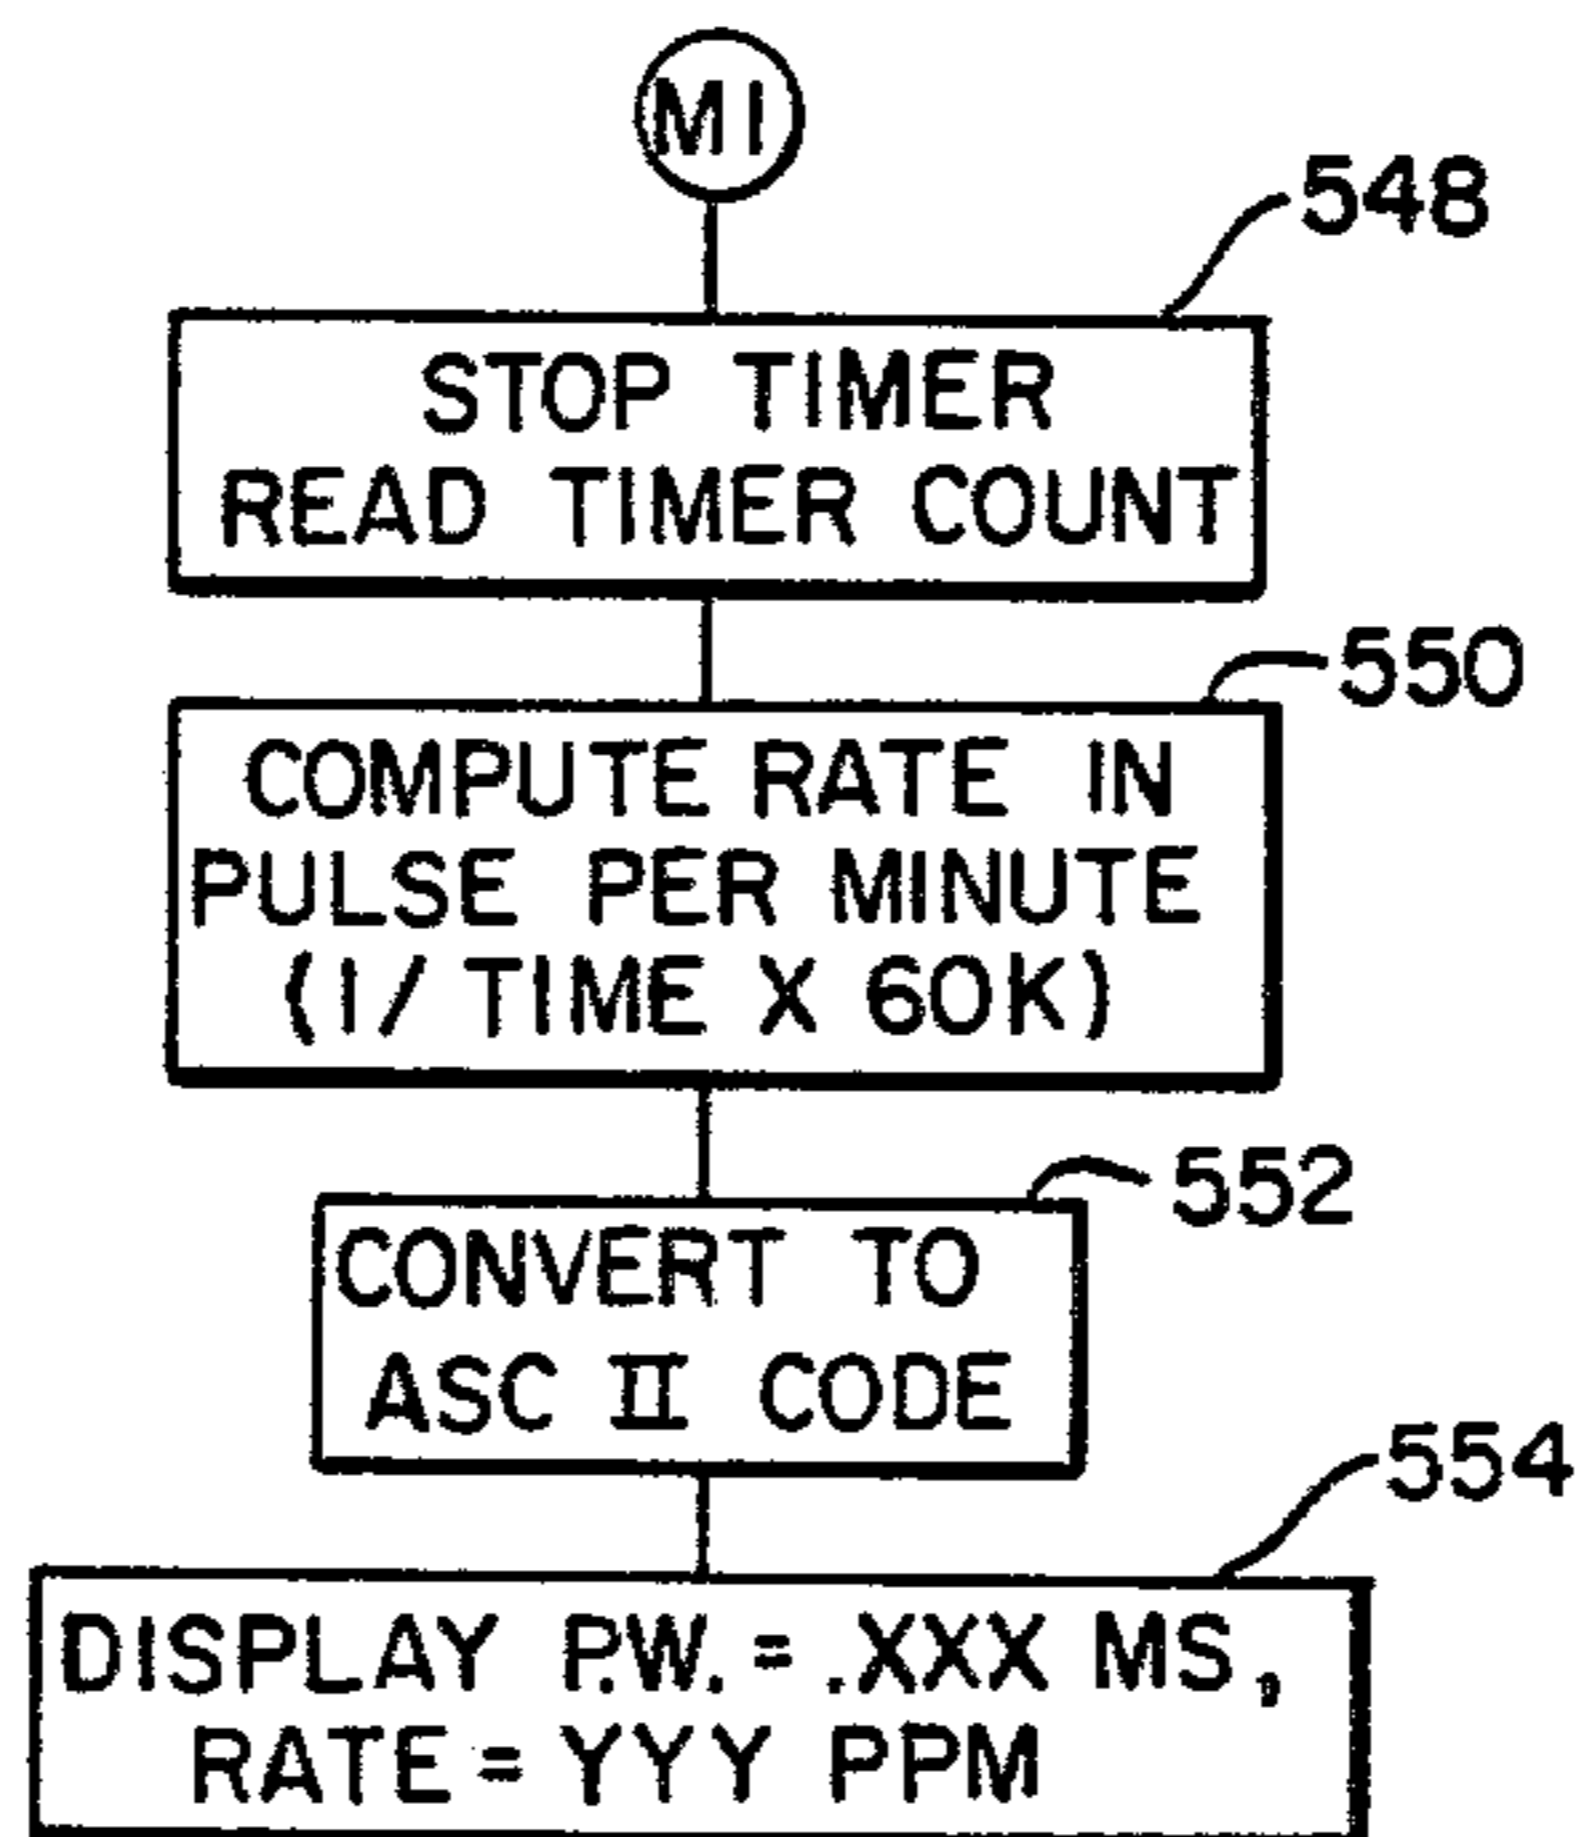 M1
548
STOP TIMER
READ TIMER COUNT
550
COMPUTE RATE IN
PULSE PER MINUTE
(1/ TIME X 60K)
552
CONVERT TO
ASC II CODE
554
DISPLAY P.W. = .XXX MS,
RATE = YYY PPM